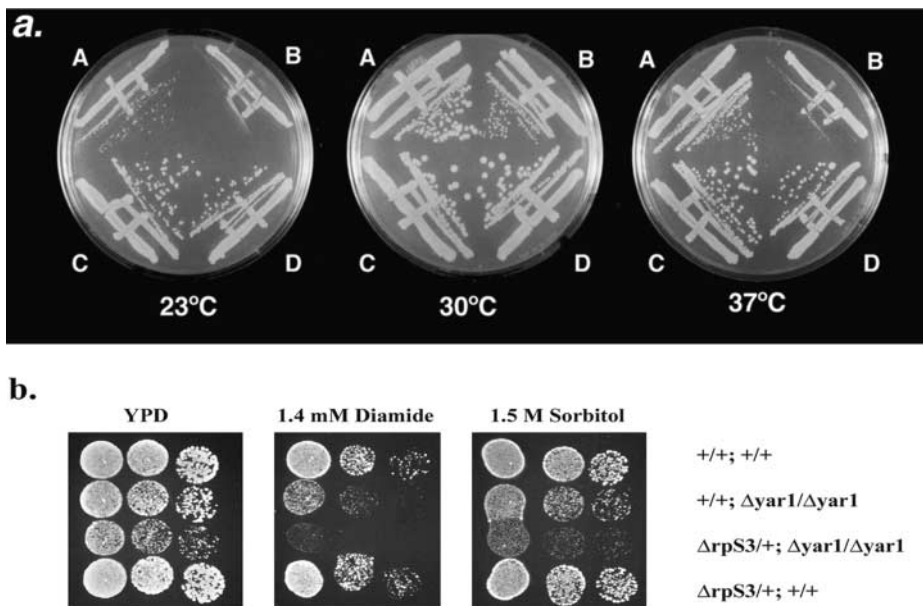 a.
A B A B A B
C D C D C D
23°C 30°C 37°C
b.
YPD 1.4 mM Diamide 1.5 M Sorbitol
+/+; +/+
+/+; Δyar1/Δyar1
ΔrpS3/+; Δyar1/Δyar1
ΔrpS3/+; +/+